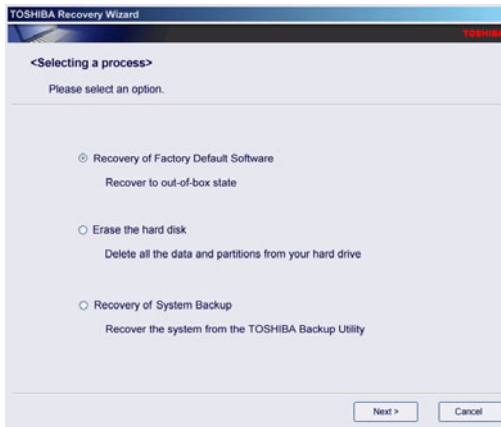 TOSHIBA Recovery Wizard
TOSHIBA
<Selecting a process>
Please select an option.
Recovery of Factory Default Software
Recover to out-of-box state
Erase the hard disk
Delete all the data and partitions from your hard drive
Recovery of System Backup
Recover the system from the TOSHIBA Backup Utility
Next >
Cancel